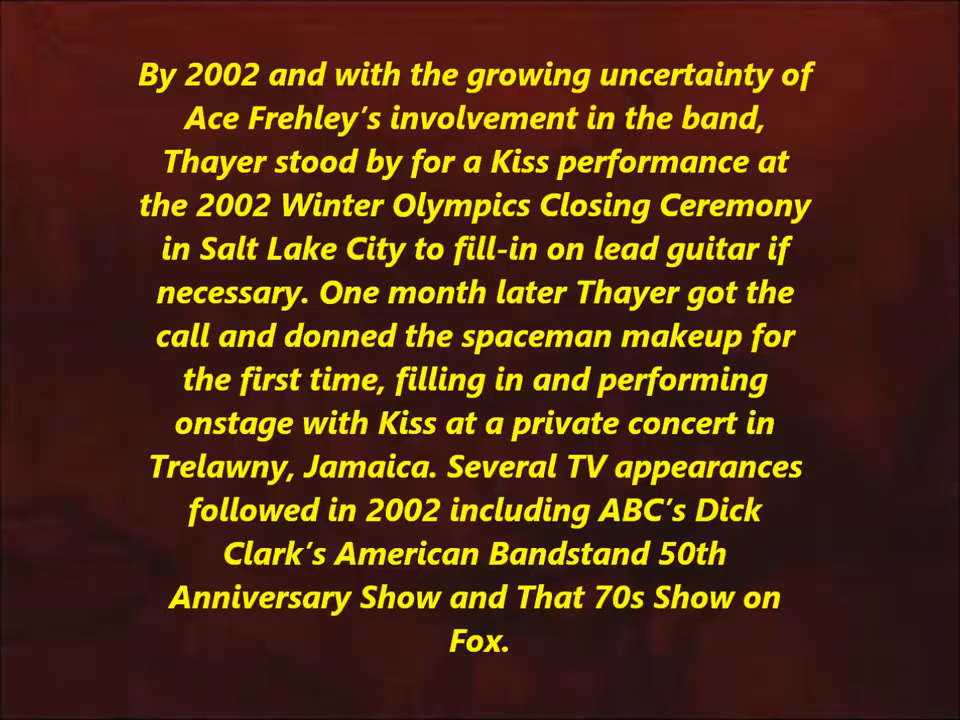 By 2002 and with the growing uncertainty of
Ace Frehley’s involvement in the band,
Thayer stood by for a Kiss performance at
the 2002 Winter Olympics Closing Ceremony
in Salt Lake City to fill-in on lead guitar if
necessary. One month later Thayer got the
call and donned the spaceman makeup for
the first time, filling in and performing
onstage with Kiss at a private concert in
Trelawny, Jamaica. Several TV appearances
followed in 2002 including ABC’s Dick
Clark’s American Bandstand 50th
Anniversary Show and That 70s Show on
Fox.